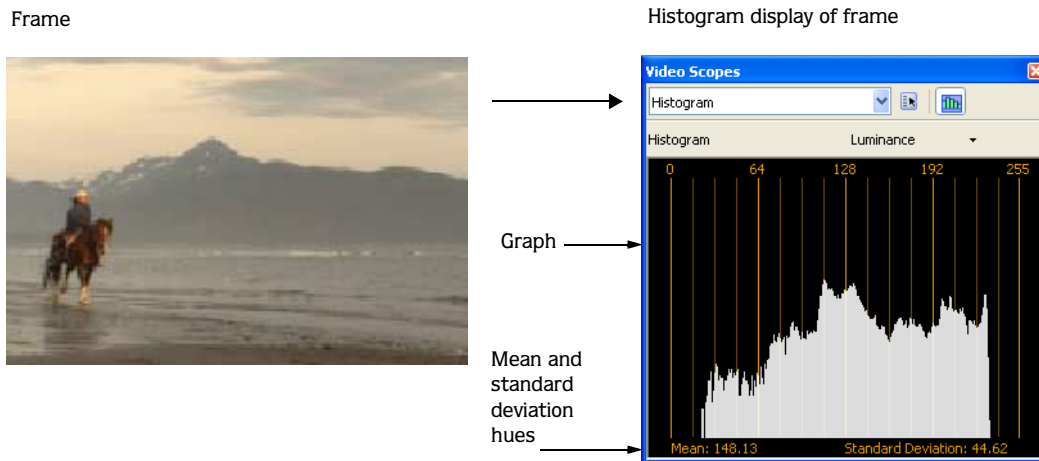 Frame
Histogram display of frame
Video Scopes
Histogram
Histogram Luminance
0 64 128 192 255
Graph
Mean and
standard
deviation
hues
Mean: 148.13 Standard Deviation: 44.62